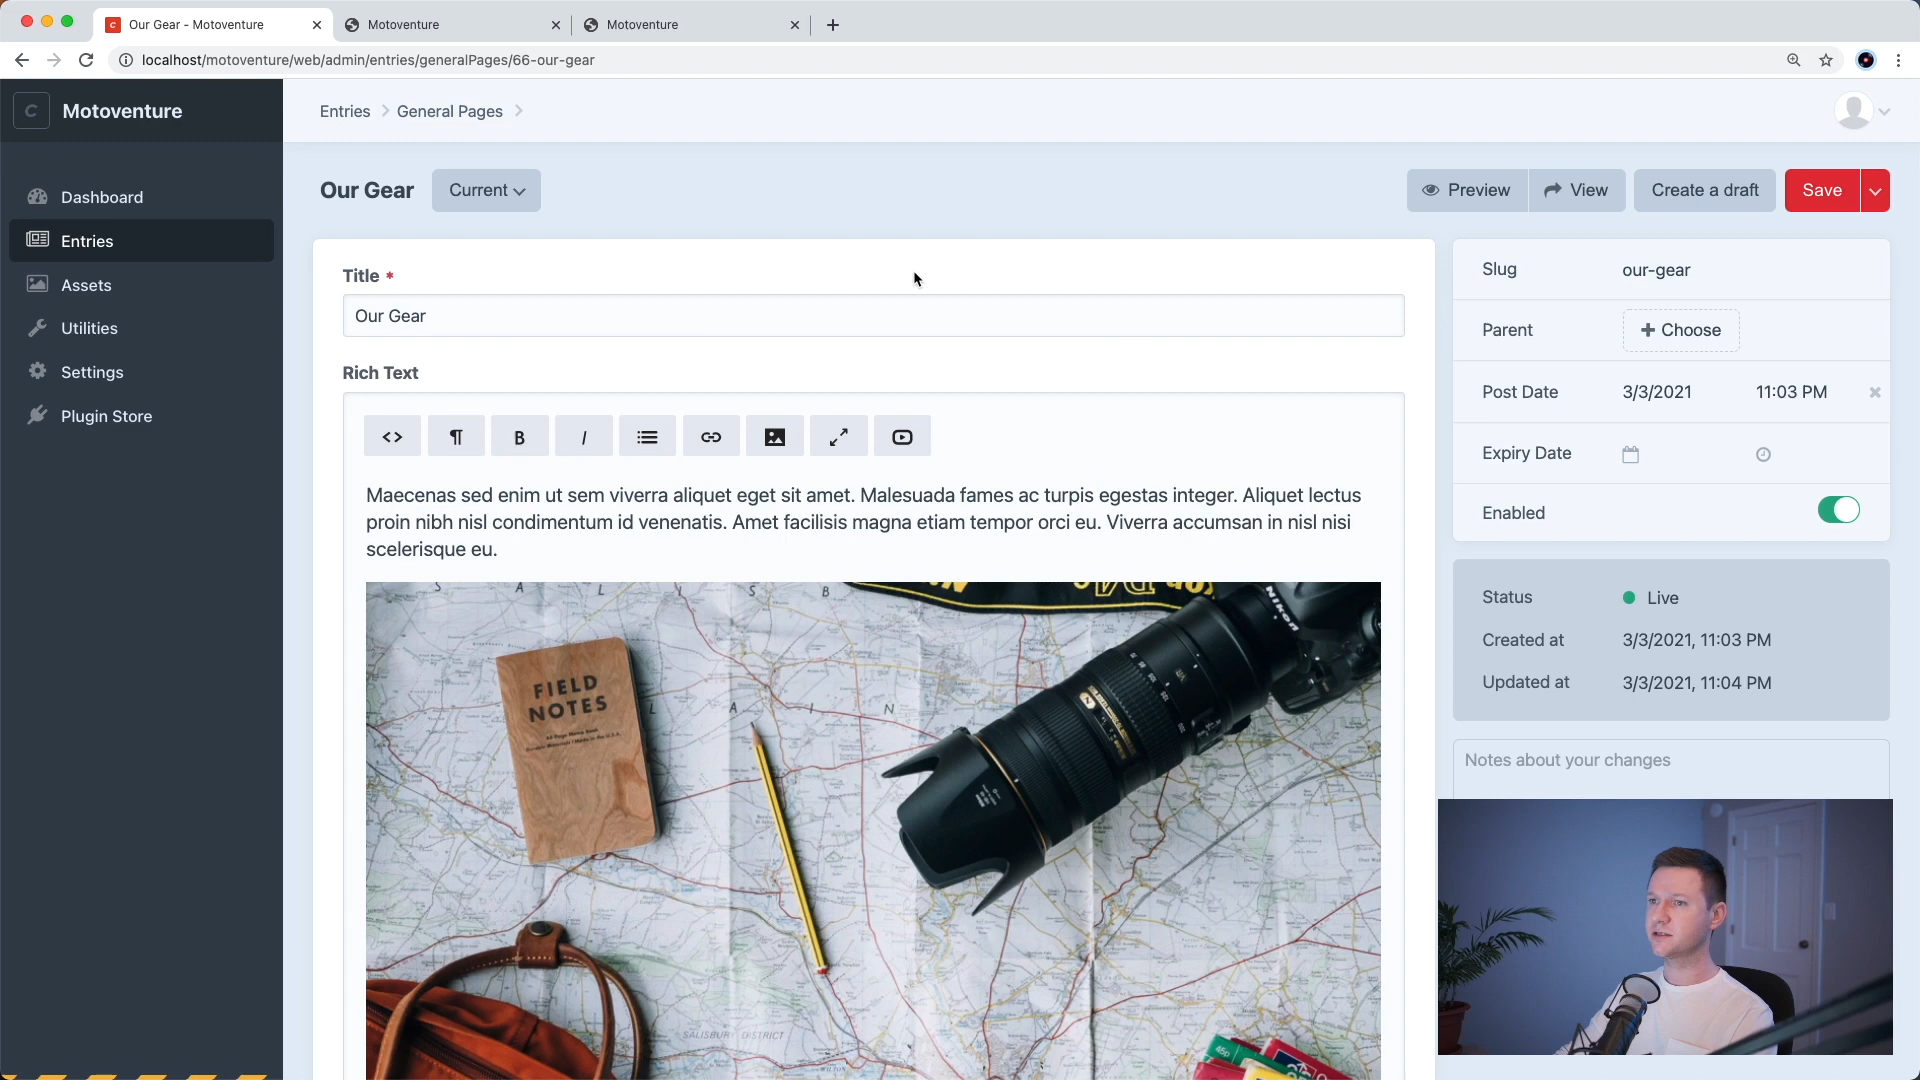 Our Gear - Motoventure
Motoventure
Motoventure
localhost/motoventure/web/admin/entries/generalPages/66-our-gear
C Motoventure
Entries
General Pages
Dashboard
Entries
Assets
Utilities
Settings
Plugin Store
Our Gear
Current
Preview
View
Create a draft
Save
Title *
Our Gear
Rich Text
B
I
Maecenas sed enim ut sem viverra aliquet eget sit amet. Malesuada fames ac turpis egestas integer. Aliquet lectus
proin nibh nisl condimentum id venenatis. Amet facilisis magna etiam tempor orci eu. Viverra accumsan in nisl nisi
scelerisque eu.
S A L I S B
FIELD
NOTES
L A I N
Nikon
SALISBURY DISTRICT
WILTON
45p
Slug our-gear
Parent + Choose
Post Date 3/3/2021 11:03 PM
Expiry Date
Enabled
Status Live
Created at 3/3/2021, 11:03 PM
Updated at 3/3/2021, 11:04 PM
Notes about your changes